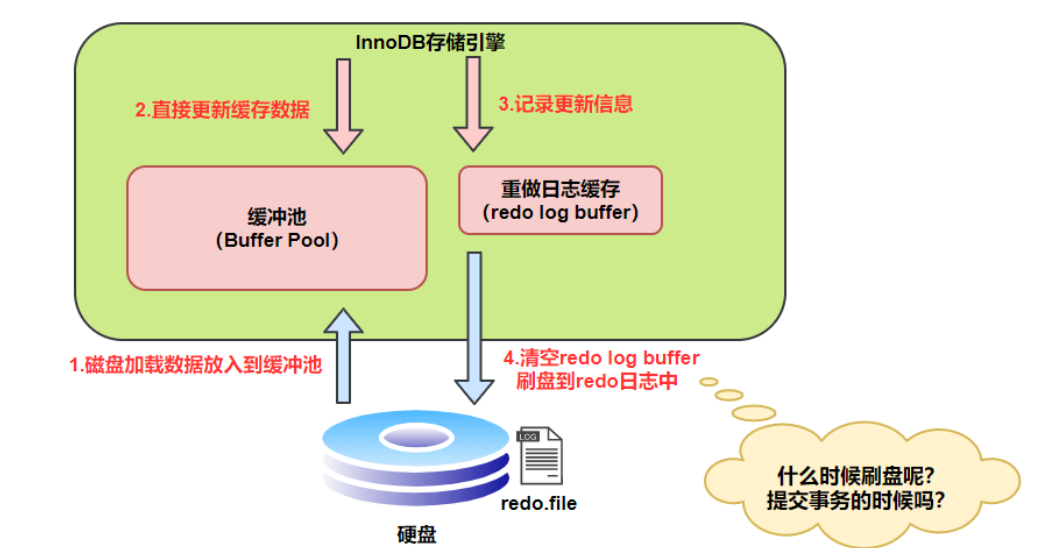 InnoDB存储引擎
2.直接更新缓存数据
3.记录更新信息
缓冲池
（Buffer Pool）
重做日志缓存
（redo log buffer）
1.磁盘加载数据放入到缓冲池
4.清空redo log buffer
刷盘到redo日志中
LOG
redo.file
硬盘
什么时候刷盘呢？
提交事务的时候吗？